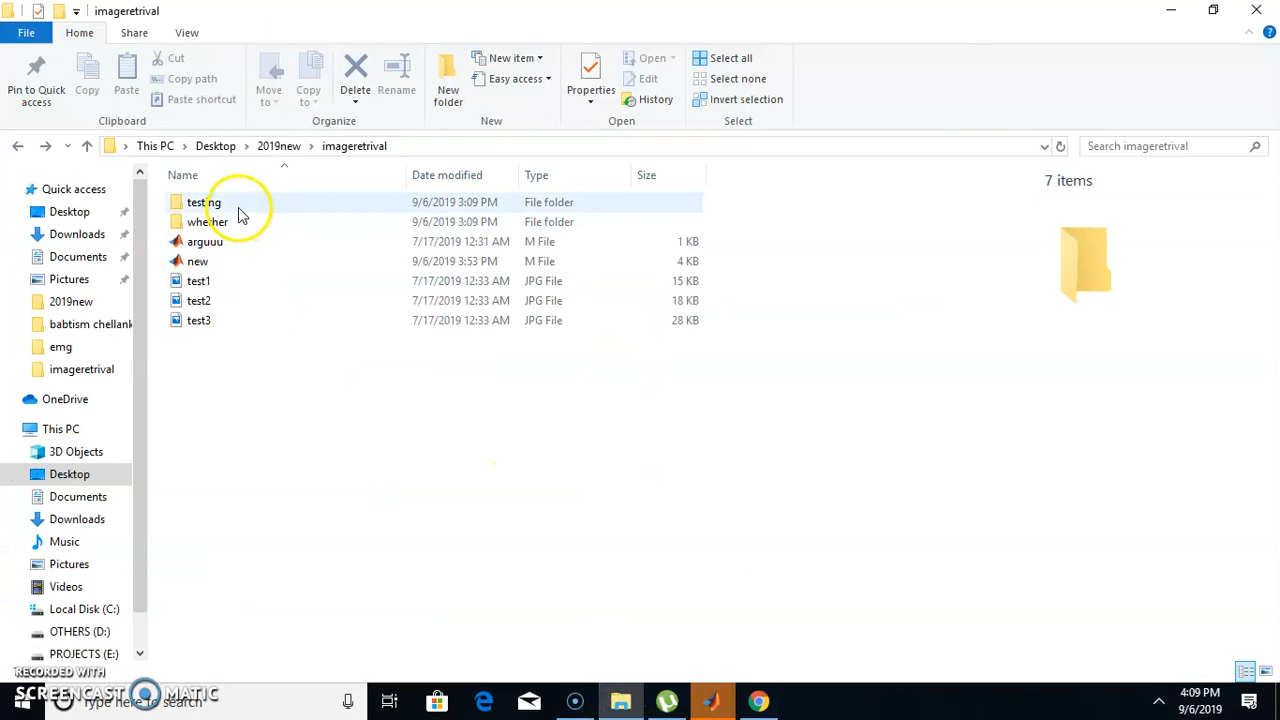 imageretrival
File Home Share View
Pin to Quick access
Copy
Paste
Cut
Copy path
Paste shortcut
Clipboard
Move to
Copy to
Delete
Rename
Organize
New folder
New item
Easy access
New
Properties
Open
Edit
History
Open
Select all
Select none
Invert selection
Select
This PC Desktop 2019new imageretrival
Search imageretrival
Quick access
Desktop
Downloads
Documents
Pictures
2019new
babtism chellank
emg
imageretrival
OneDrive
This PC
3D Objects
Desktop
Documents
Downloads
Music
Pictures
Videos
Local Disk (C:)
OTHERS (D:)
PROJECTS (E:)
Name Date modified Type Size
testing 9/6/2019 3:09 PM File folder
whether 9/6/2019 3:09 PM File folder
arguuu 7/17/2019 12:31 AM M File 1 KB
new 9/6/2019 3:53 PM M File 4 KB
test1 7/17/2019 12:33 AM JPG File 15 KB
test2 7/17/2019 12:33 AM JPG File 18 KB
test3 7/17/2019 12:33 AM JPG File 28 KB
7 items
RECORDED WITH
SCREENCAST MATIC
Type here to search
4:09 PM
9/6/2019